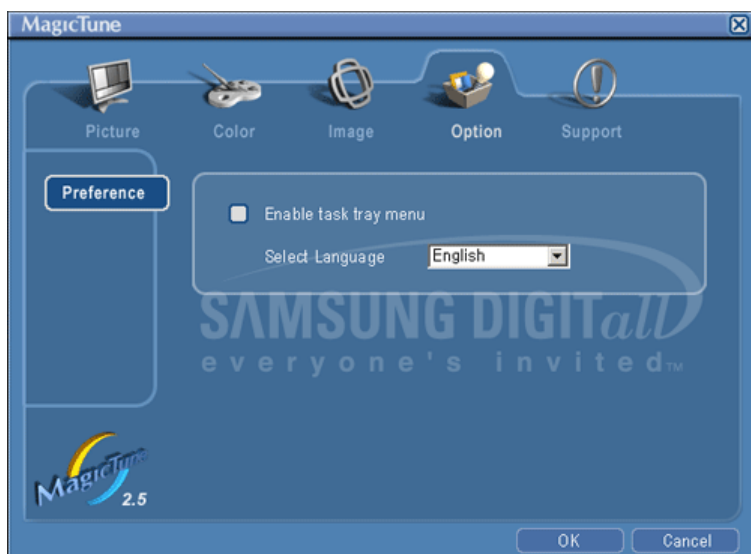 MagicTune
Picture
Color
Image
Option
Support
Preference
Enable task tray menu
Select Language
English
SAMSUNG DIGITall
everyone's invited™
MagicTune
2.5
OK
Cancel